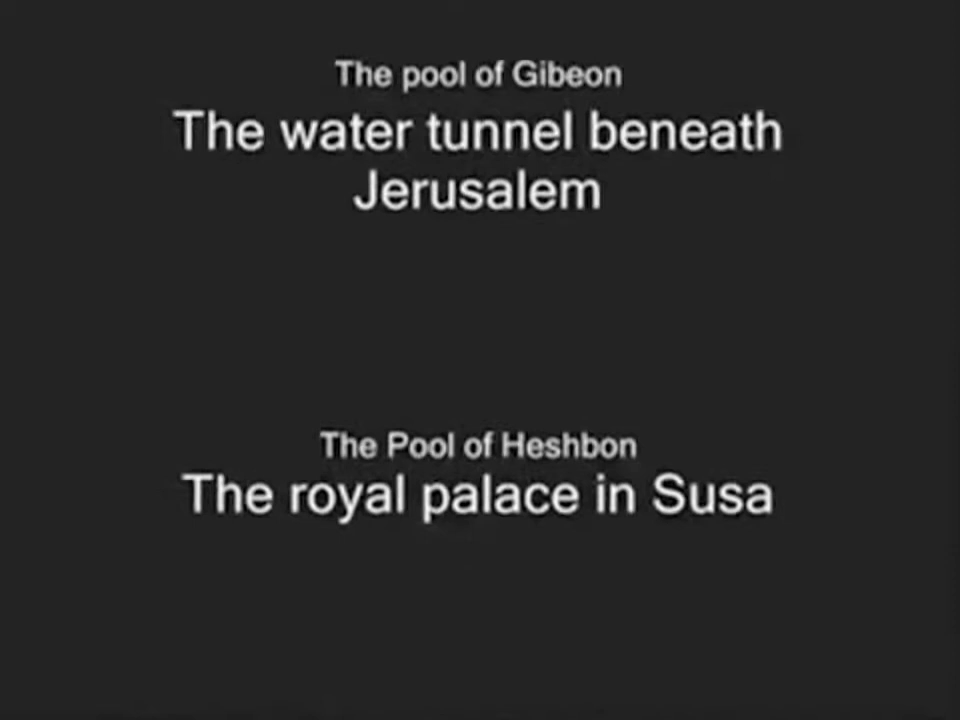 The pool of Gibeon
The water tunnel beneath
Jerusalem
The Pool of Heshbon
The royal palace in Susa